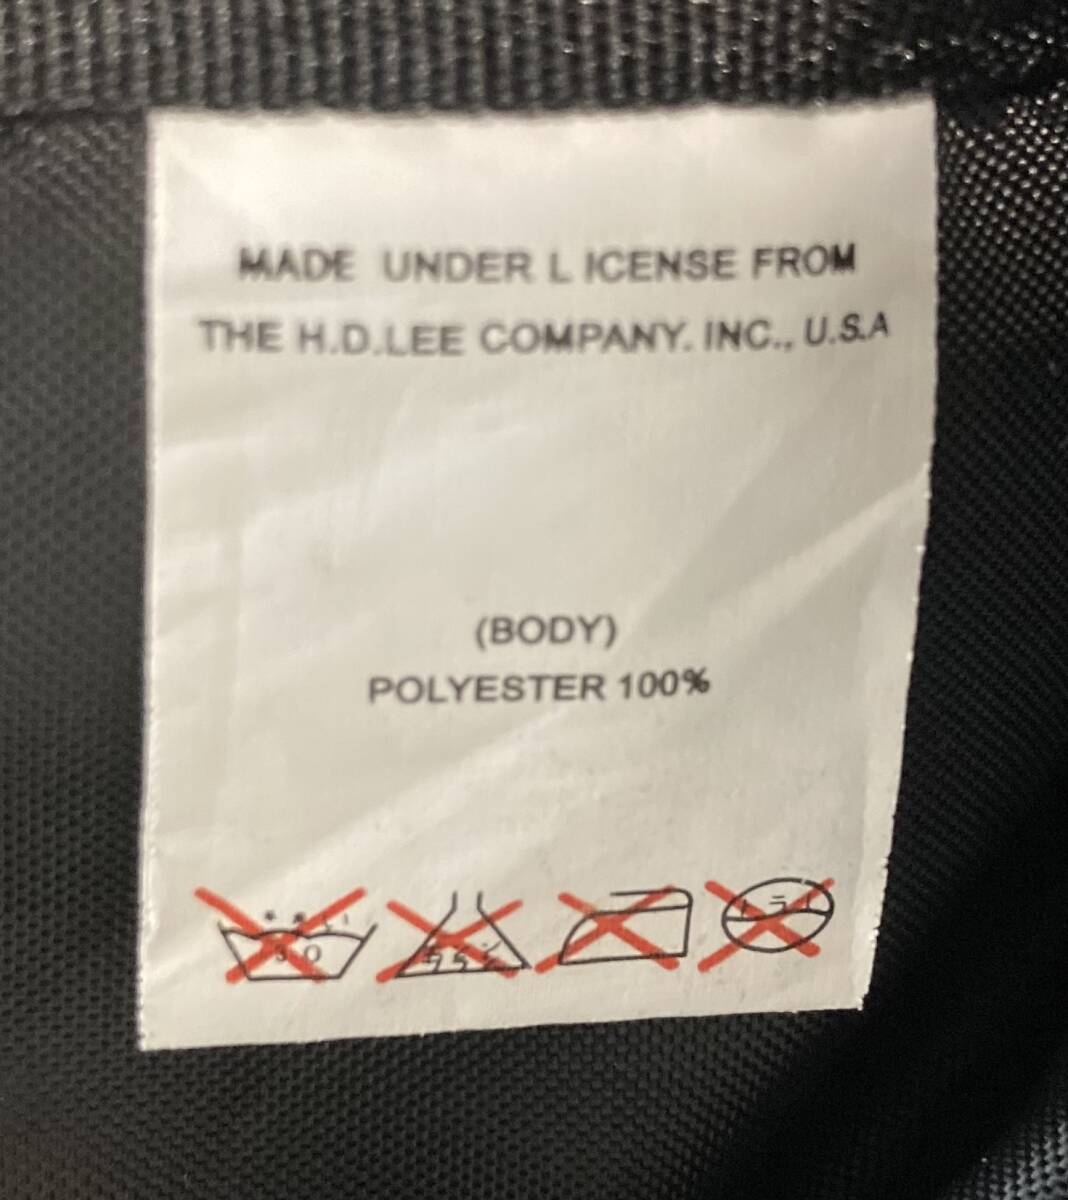 MADE UNDER L ICENSE FROM
THE H.D.LEE COMPANY. INC., U.S.A
(BODY)
POLYESTER 100%